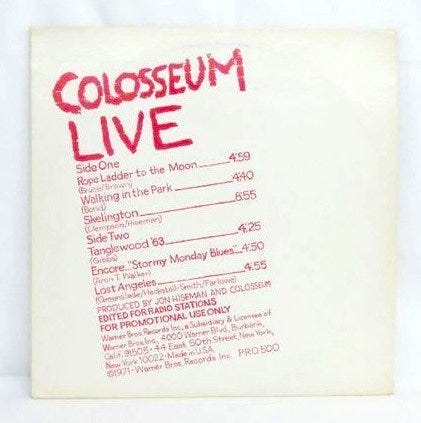 COLOSSEUM
LIVE
Side One
Rope Ladder to the Moon 4:59
(Bruce/Brown)
Walking in the Park 4:40
(Bond)
Skelington 6:55
(Clempson/Hiseman)
Side Two
Tanglewood '63 4:25
(Gibbs)
Encore..."Stormy Monday Blues" 4:50
(Aron T. Walker)
Lost Angeles 4:55
(Greenslade/Heckstall-Smith/Farlowe)
PRODUCED BY JON HISEMAN AND COLOSSEUM
EDITED FOR RADIO STATIONS
FOR PROMOTIONAL USE ONLY
Warner Bros. Records Inc., a Subsidiary & Licensee of
Warner Bros. Inc., 4000 Warner Blvd., Burbank,
Calif. 91505 • 44 East 50th Street, New York,
New York 10022 • Made in U.S.A.
©1971 • Warner Bros. Records Inc. PRO 500